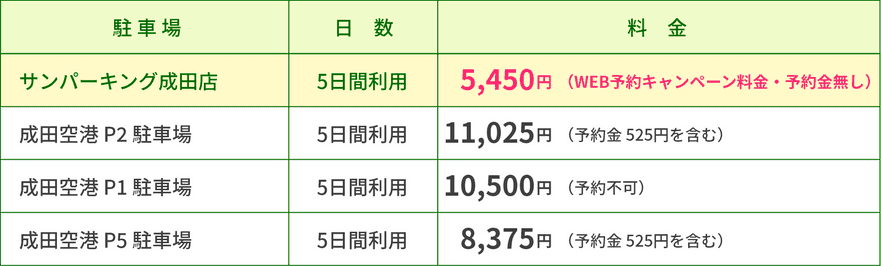 駐車場 日　数 料　金
サンパーキング成田店 5日間利用 5,450円 （WEB予約キャンペーン料金・予約金無し）
成田空港 P2 駐車場 5日間利用 11,025円 （予約金 525円を含む）
成田空港 P1 駐車場 5日間利用 10,500円 （予約不可）
成田空港 P5 駐車場 5日間利用 8,375円 （予約金 525円を含む）